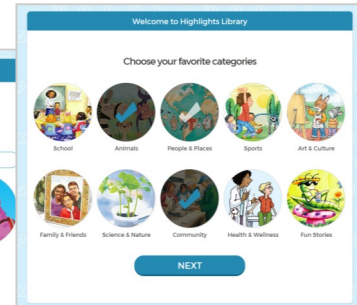 Welcome to Highlights Library
Choose your favorite categories
School
Animals
People & Places
Sports
Art & Culture
Family & Friends
Science & Nature
Community
Health & Wellness
Fun Stories
NEXT